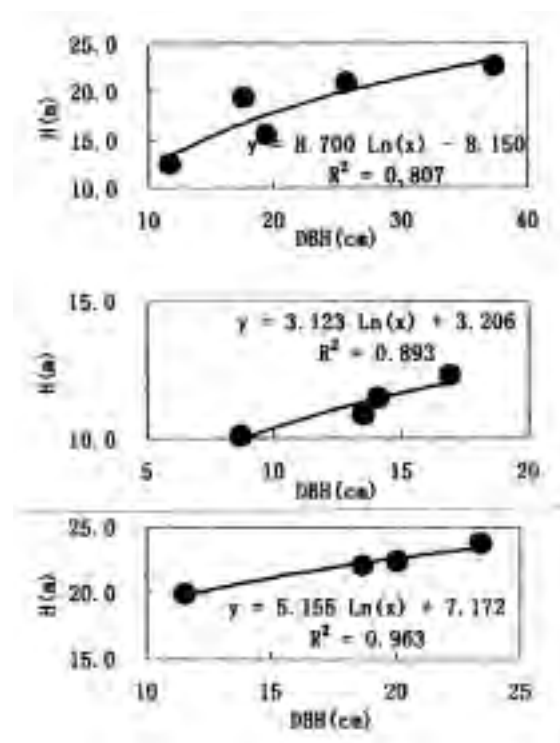 25.0
20.0
15.0
10.0
H(m)
y = 8.700 Ln(x) - 8.150
R² = 0.807
10 20 30 40
DBH(cm)
15.0
10.0
H(m)
y = 3.123 Ln(x) + 3.206
R² = 0.893
5 10 15 20
DBH(cm)
25.0
20.0
15.0
H(m)
y = 5.155 Ln(x) + 7.172
R² = 0.963
10 15 20 25
DBH(cm)